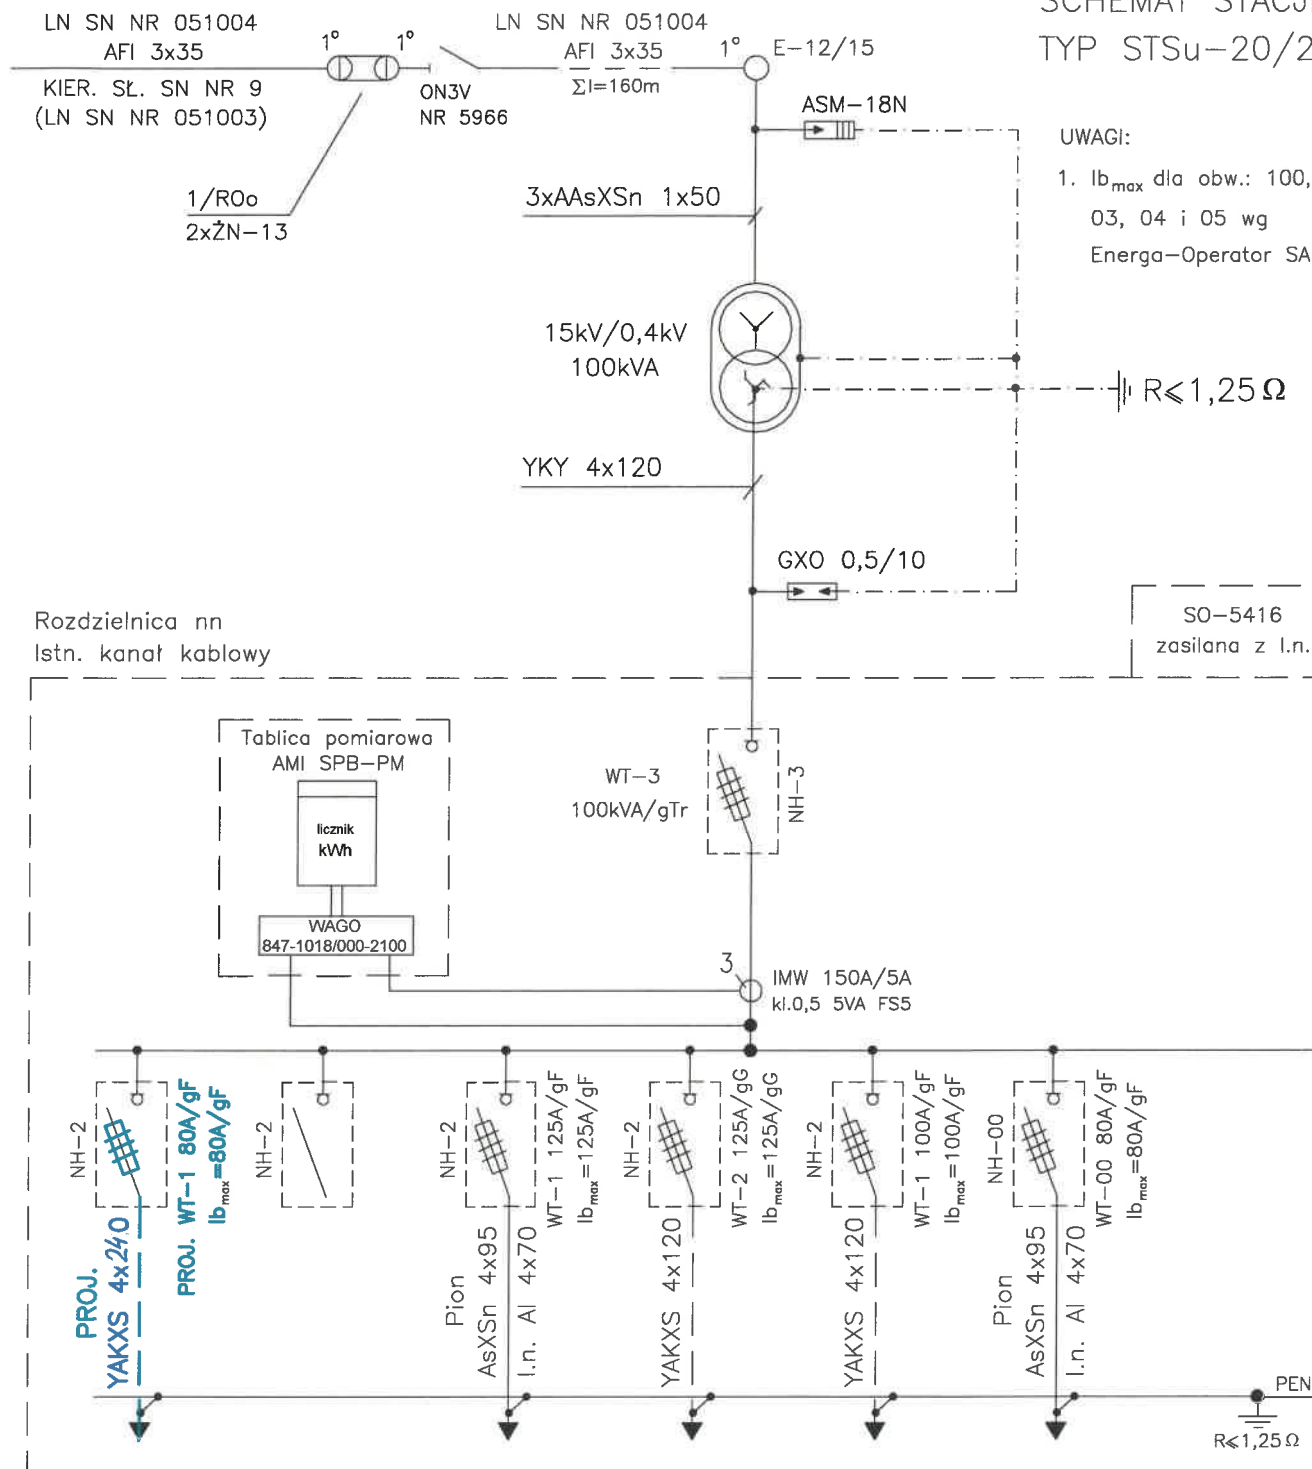 SCHEMAT STACJI
TYP STSu-20/2
LN SN NR 051004
AFl 3x35
KIER. SŁ. SN NR 9
(LN SN NR 051003)
1°
1°
ON3V
NR 5966
LN SN NR 051004
AFl 3x35
Σl=160m
1°
E-12/15
ASM-18N
1/ROo
2xŻN-13
3xAAsXSn 1x50
UWAGI:
1. Ibmax dla obw.: 100,
03, 04 i 05 wg
Energa-Operator SA
15kV/0,4kV
100kVA
R⩽1,25Ω
YKY 4x120
GXO 0,5/10
SO-5416
zasilana z l.n.
Rozdzielnica nn
Istn. kanał kablowy
Tablica pomiarowa
AMI SPB-PM
licznik
kWh
WAGO
847-1018/000-2100
WT-3
100kVA/gTr
NH-3
3
IMW 150A/5A
kl.0,5 5VA FS5
NH-2
PROJ. WT-1 80A/gF
Ibmax=80A/gF
PROJ.
YAKXS 4x240
NH-2
NH-2
WT-1 125A/gF
Ibmax=125A/gF
Pion
AsXSn 4x95
l.n. Al 4x70
NH-2
WT-2 125A/gG
Ibmax=125A/gG
YAKXS 4x120
NH-2
WT-1 100A/gF
Ibmax=100A/gF
YAKXS 4x120
NH-00
WT-00 80A/gF
Ibmax=80A/gF
Pion
AsXSn 4x95
l.n. Al 4x70
PEN
R⩽1,25Ω